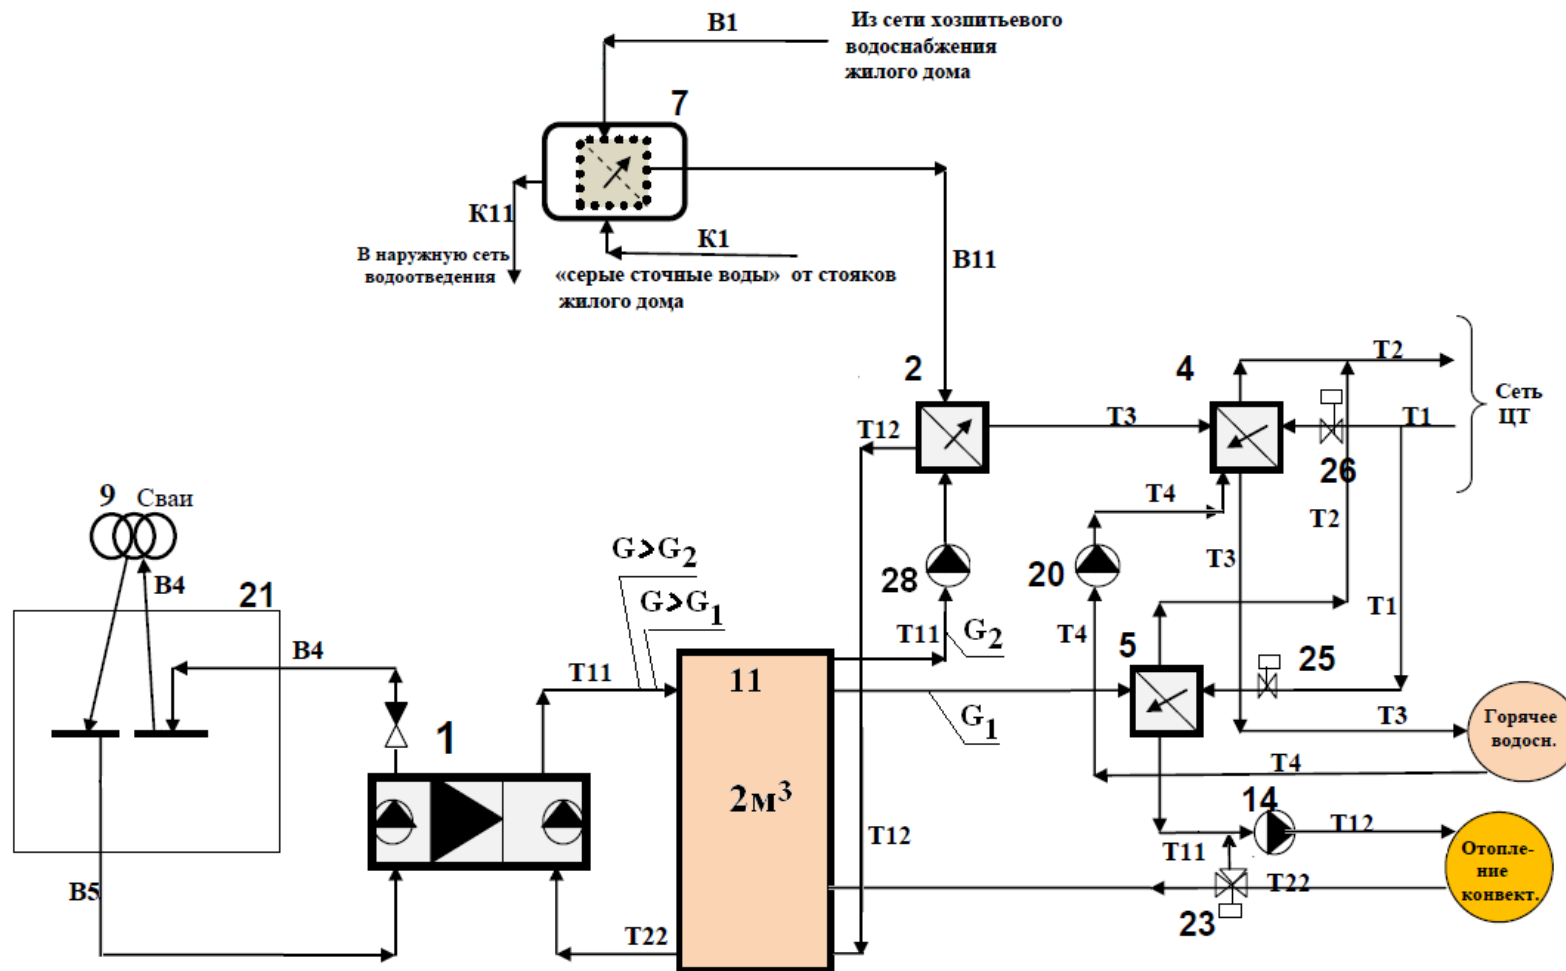 В1
Из сети хозпитьевого
водоснабжения
жилого дома
7
К11
В наружную сеть
водоотведения
К1
«серые сточные воды» от стояков
жилого дома
В11
2
4
Т2
Сеть
ЦТ
Т12
Т3
Т1
26
9
Сваи
Т4
Т2
G>G2
28
20
Т3
В4
21
G>G1
Т1
Т11
G2
Т4
5
25
В4
Т11
11
G1
Т3
Горячее
водосн.
1
Т4
2м³
14
Т12
Т12
Т11
Отопле-
ние
конвект.
В5
Т22
23
Т22